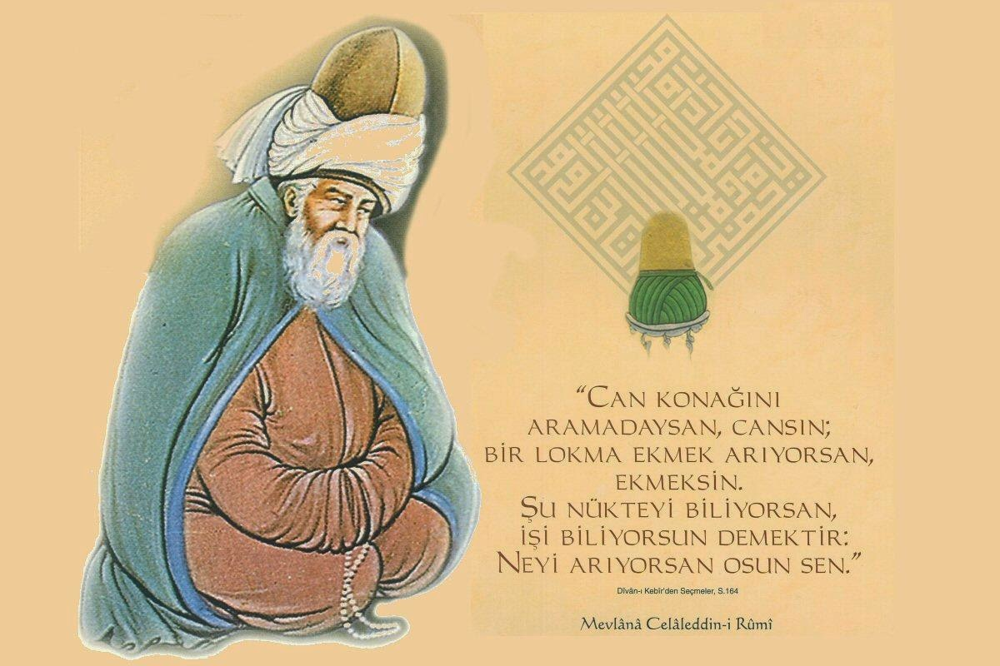 “Can konağını
aramadaysan, cansın;
bir lokma ekmek arıyorsan,
ekmeksin.
Şu nükteyi biliyorsan,
işi biliyorsun demektir:
Neyi arıyorsan osun sen.”
Dîvân-ı Kebîr'den Seçmeler, S.164
Mevlânâ Celâleddin-i Rûmî